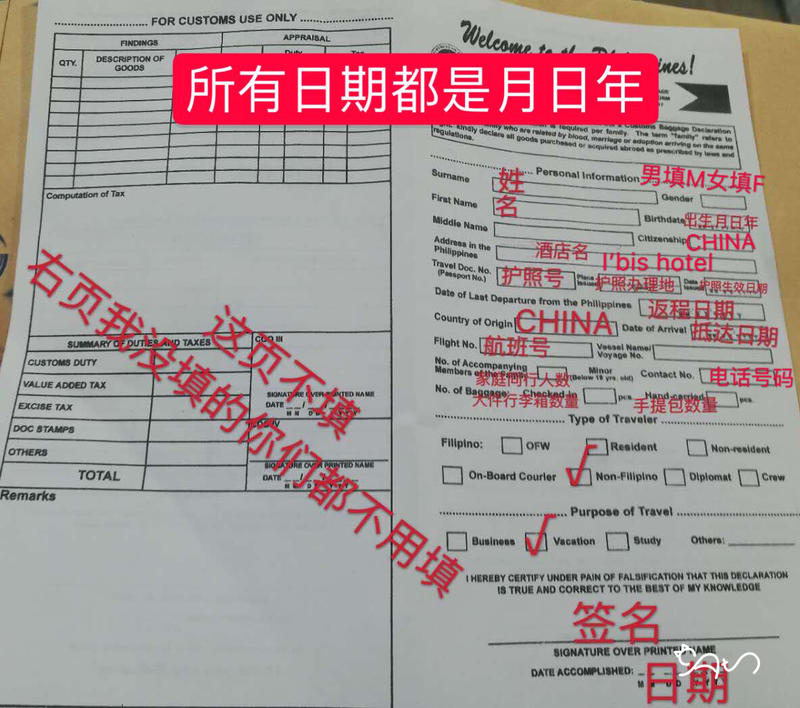 FOR CUSTOMS USE ONLY
FINDINGS
APPRAISAL
QTY.
DESCRIPTION OF GOODS
Duty
所有日期都是月日年
Computation of Tax
SUMMARY OF DUTIES AND TAXES
COO III
CUSTOMS DUTY
VALUE ADDED TAX
EXCISE TAX
DOC STAMPS
OTHERS
TOTAL
SIGNATURE OVER PRINTED NAME
DATE
M M D D Y Y
SIGNATURE OVER PRINTED NAME
DATE
M M D D Y Y
Remarks
这页不填
右页我没填的你们都不用填
Welcome to the Philippines!
is required per family. The term "family" refers to
family who are related by blood, marriage or adoption arriving on the same
kindly declare all goods purchased or acquired abroad as prescribed by laws and
regulations.
Personal Information
男填M女填F
Surname
姓
Gender
First Name
名
Birthdate
出生月日年
Middle Name
Citizenship
CHINA
Address in the Philippines
酒店名
I'bis hotel
Travel Doc. No. (Passport No.)
护照号
Place Issued
护照办理地
Date Issued
护照生效日期
Date of Last Departure from the Philippines
返程日期
Country of Origin
CHINA
Date of Arrival
抵达日期
Flight No.
航班号
Vessel Name/ Voyage No.
No. of Accompanying Members of the Family
家庭同行人数
Minor (Below 18 yrs. old)
Contact No.
电话号码
No. of Baggage: Checked-in
大件行李箱数量
pcs.
Hand-carried
手提包数量
pcs.
Type of Traveler
Filipino:
OFW
Resident
Non-resident
On-Board Courier
Non-Filipino
Diplomat
Crew
Purpose of Travel
Business
Vacation
Study
Others:
I HEREBY CERTIFY UNDER PAIN OF FALSIFICATION THAT THIS DECLARATION
IS TRUE AND CORRECT TO THE BEST OF MY KNOWLEDGE
签名
SIGNATURE OVER PRINTED NAME
DATE ACCOMPLISHED:
日期